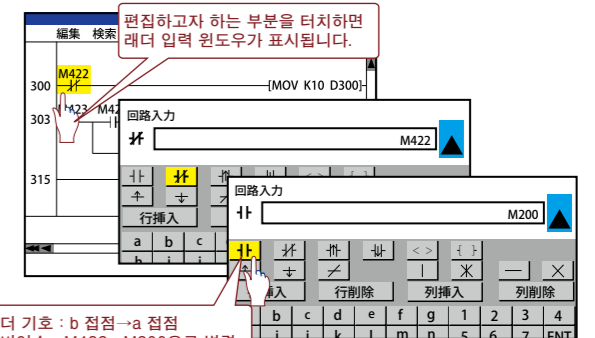 편집하고자 하는 부분을 터치하면
래더 입력 윈도우가 표시됩니다.
編集 検索
M422
300
[MOV K10 D300]
M423 M42
303
315
回路入力
M422
行挿入
a b c
回路入力
M200
挿入 行削除 列挿入 列削除
b c d e f g 1 2 3 4
j k l m n 5 6 7 ENT
더 기호 : b 접점→a 접점